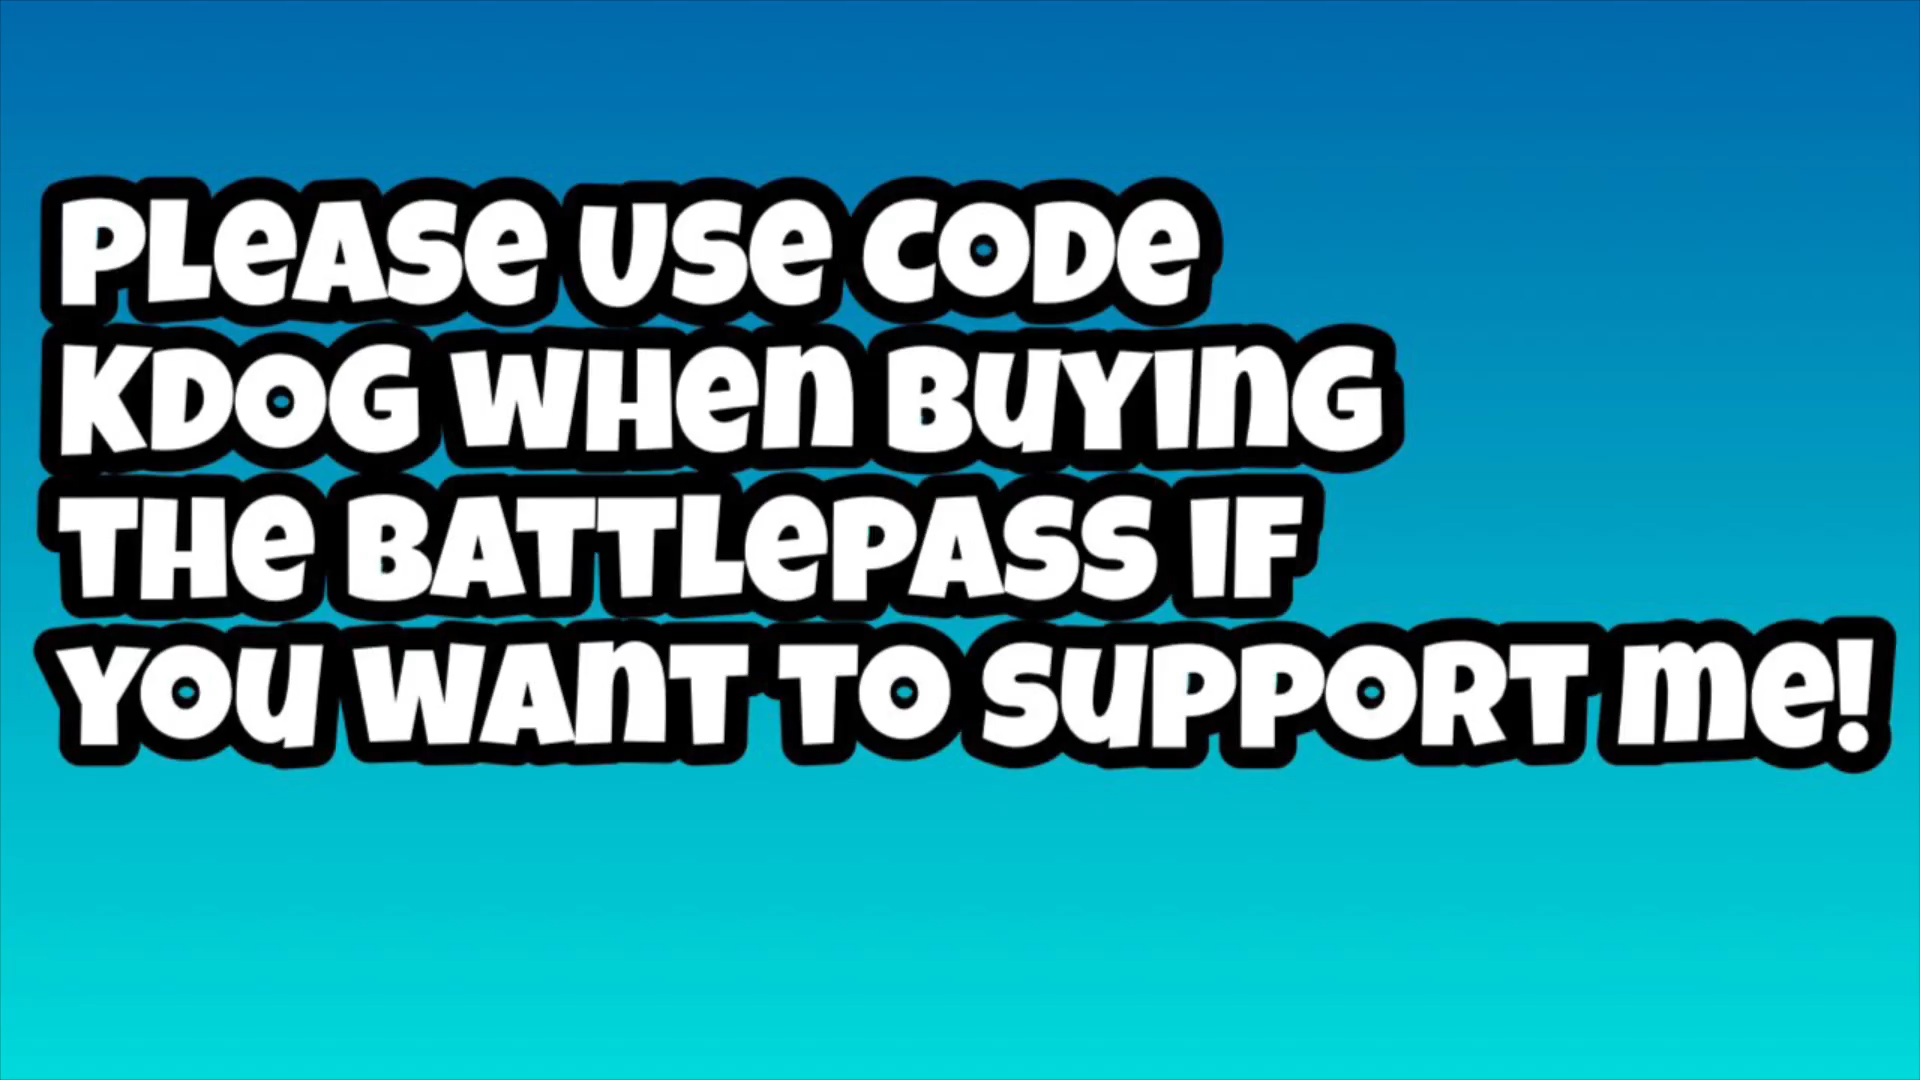 PLeASe USe CODe
KDOG WHen BUYING
THe BATTLePASS IF
YOU WAnT TO SUPPORT me!